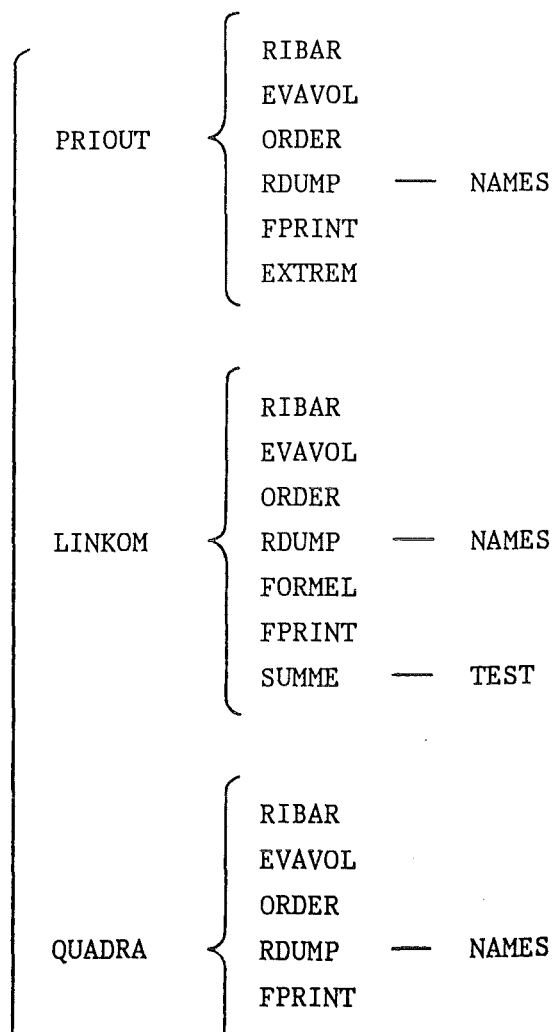 RIBAR
EVAVOL
PRIOUT ORDER
RDUMP — NAMES
FPRINT
EXTREM
RIBAR
EVAVOL
ORDER
LINKOM RDUMP — NAMES
FORMEL
FPRINT
SUMME — TEST
RIBAR
EVAVOL
ORDER
QUADRA RDUMP — NAMES
FPRINT